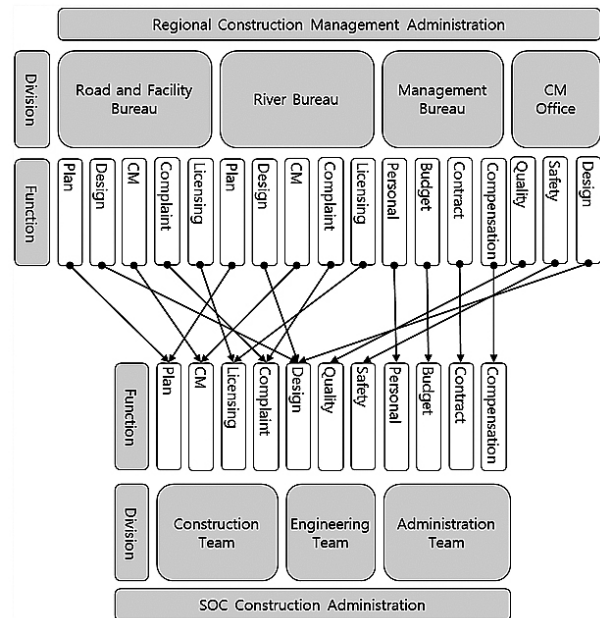 Regional Construction Management Administration
Division
Road and Facility
Bureau
River Bureau
Management
Bureau
CM
Office
Function
Plan
Design
CM
Complaint
Licensing
Plan
Design
CM
Complaint
Licensing
Personal
Budget
Contract
Compensation
Quality
Safety
Design
Function
Plan
CM
Licensing
Complaint
Design
Quality
Safety
Personal
Budget
Contract
Compensation
Division
Construction
Team
Engineering
Team
Administration
Team
SOC Construction Administration